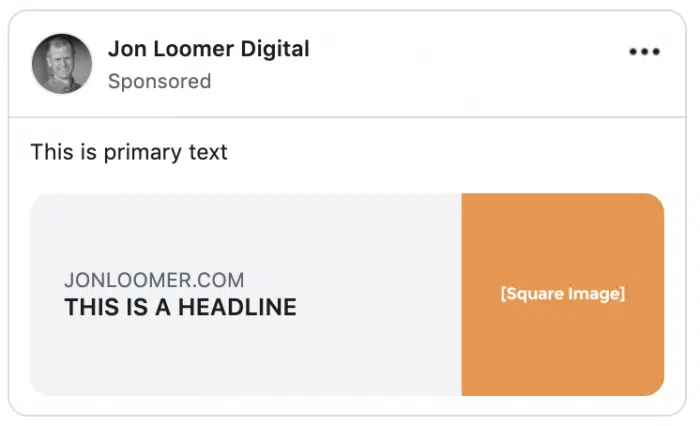 Jon Loomer Digital
Sponsored
This is primary text
JONLOOMER.COM
THIS IS A HEADLINE
[Square Image]